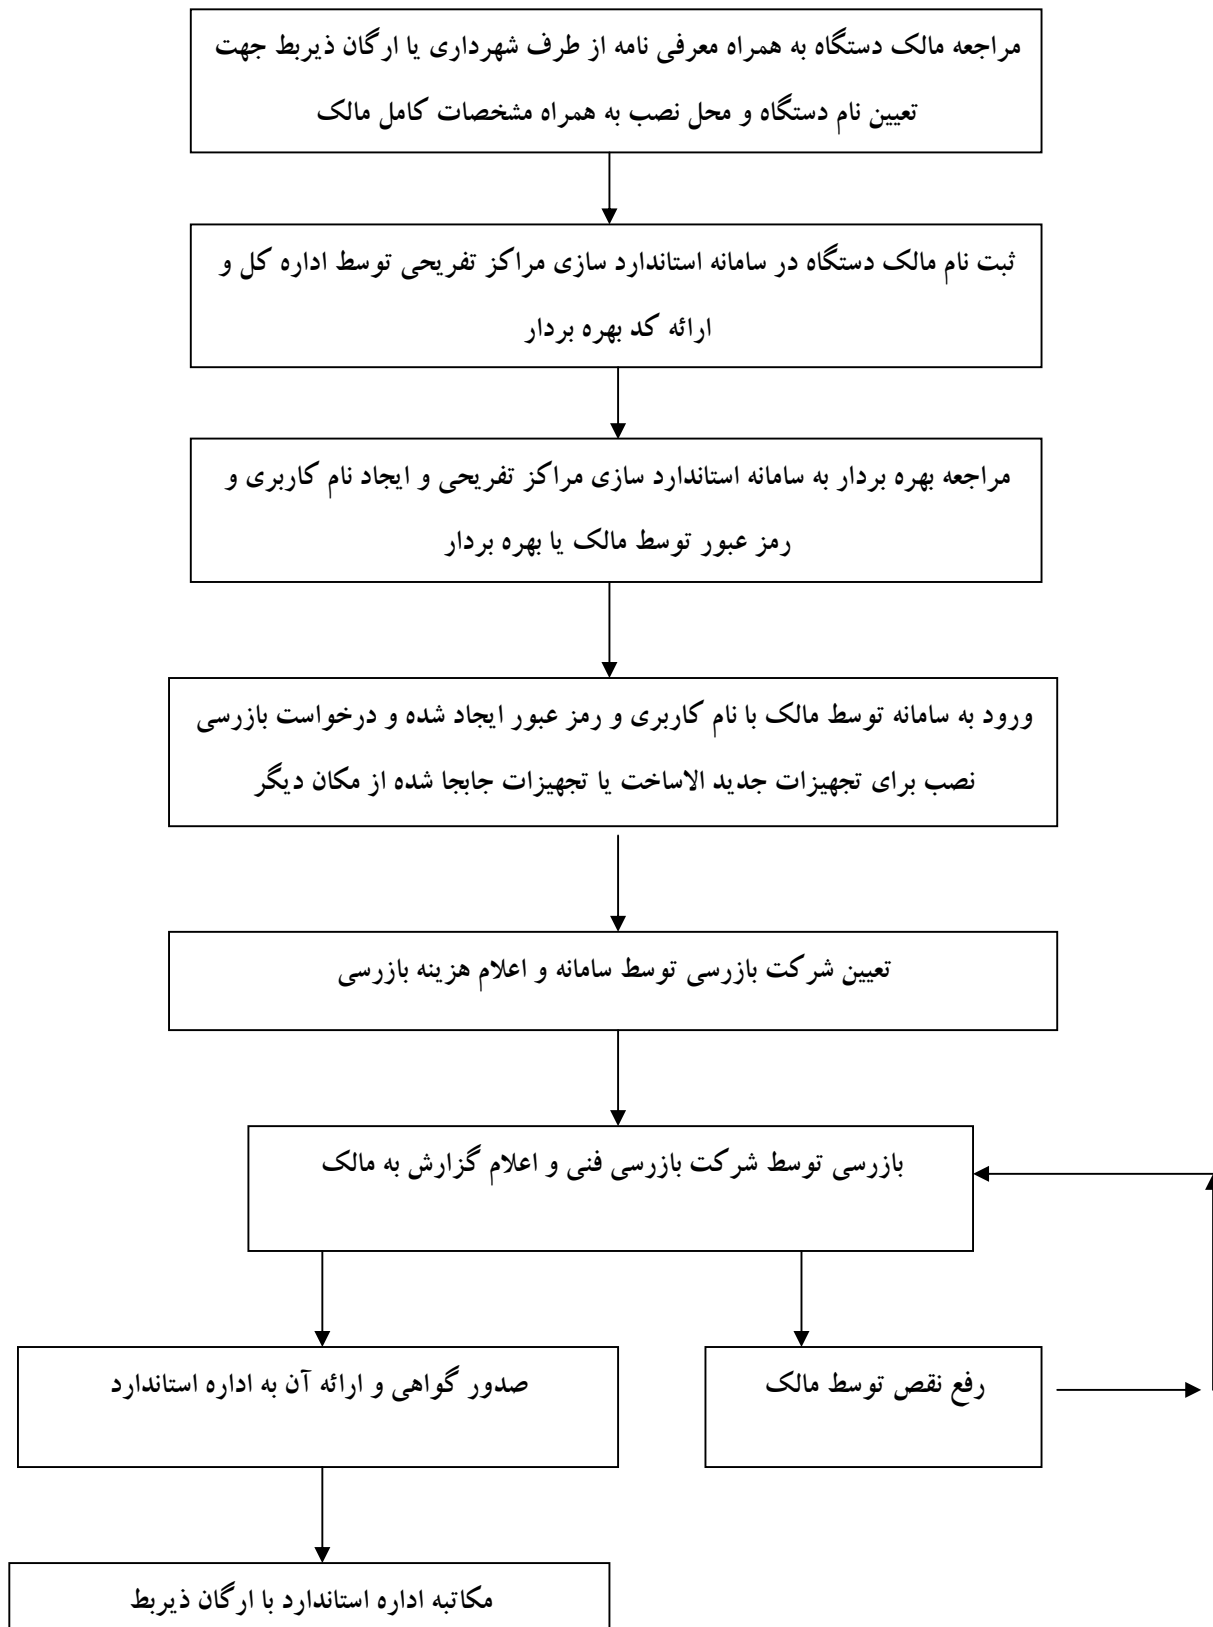 مراجعه مالک دستگاه به همراه معرفی نامه از طرف شهرداری یا ارگان ذیربط جهت
تعیین نام دستگاه و محل نصب به همراه مشخصات کامل مالک
ثبت نام مالک دستگاه در سامانه استاندارد سازی مراکز تفریحی توسط اداره کل و
ارائه کد بهره بردار
مراجعه بهره بردار به سامانه استاندارد سازی مراکز تفریحی و ایجاد نام کاربری و
رمز عبور توسط مالک یا بهره بردار
ورود به سامانه توسط مالک با نام کاربری و رمز عبور ایجاد شده و درخواست بازرسی
نصب برای تجهیزات جدید الاساخت یا تجهیزات جابجا شده از مکان دیگر
تعیین شرکت بازرسی توسط سامانه و اعلام هزینه بازرسی
بازرسی توسط شرکت بازرسی فنی و اعلام گزارش به مالک
رفع نقص توسط مالک
صدور گواهی و ارائه آن به اداره استاندارد
مکاتبه اداره استاندارد با ارگان ذیربط